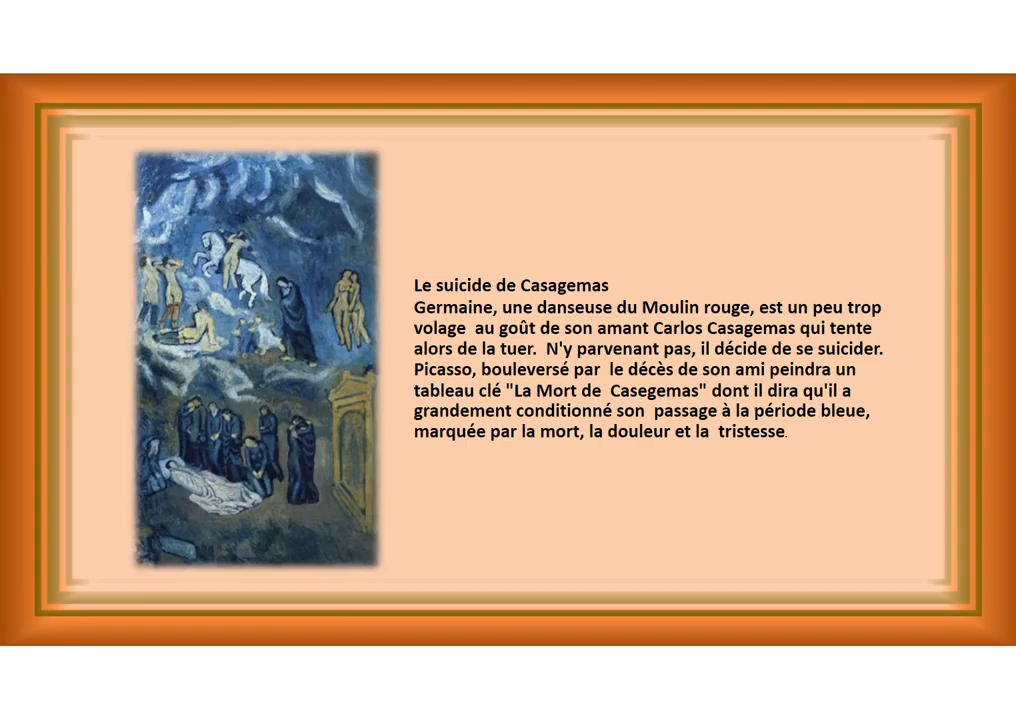 Le suicide de Casagemas
Germaine, une danseuse du Moulin rouge, est un peu trop
volage au goût de son amant Carlos Casagemas qui tente
alors de la tuer. N'y parvenant pas, il décide de se suicider.
Picasso, bouleversé par le décès de son ami peindra un
tableau clé "La Mort de Casegemas" dont il dira qu'il a
grandement conditionné son passage à la période bleue,
marquée par la mort, la douleur et la tristesse.